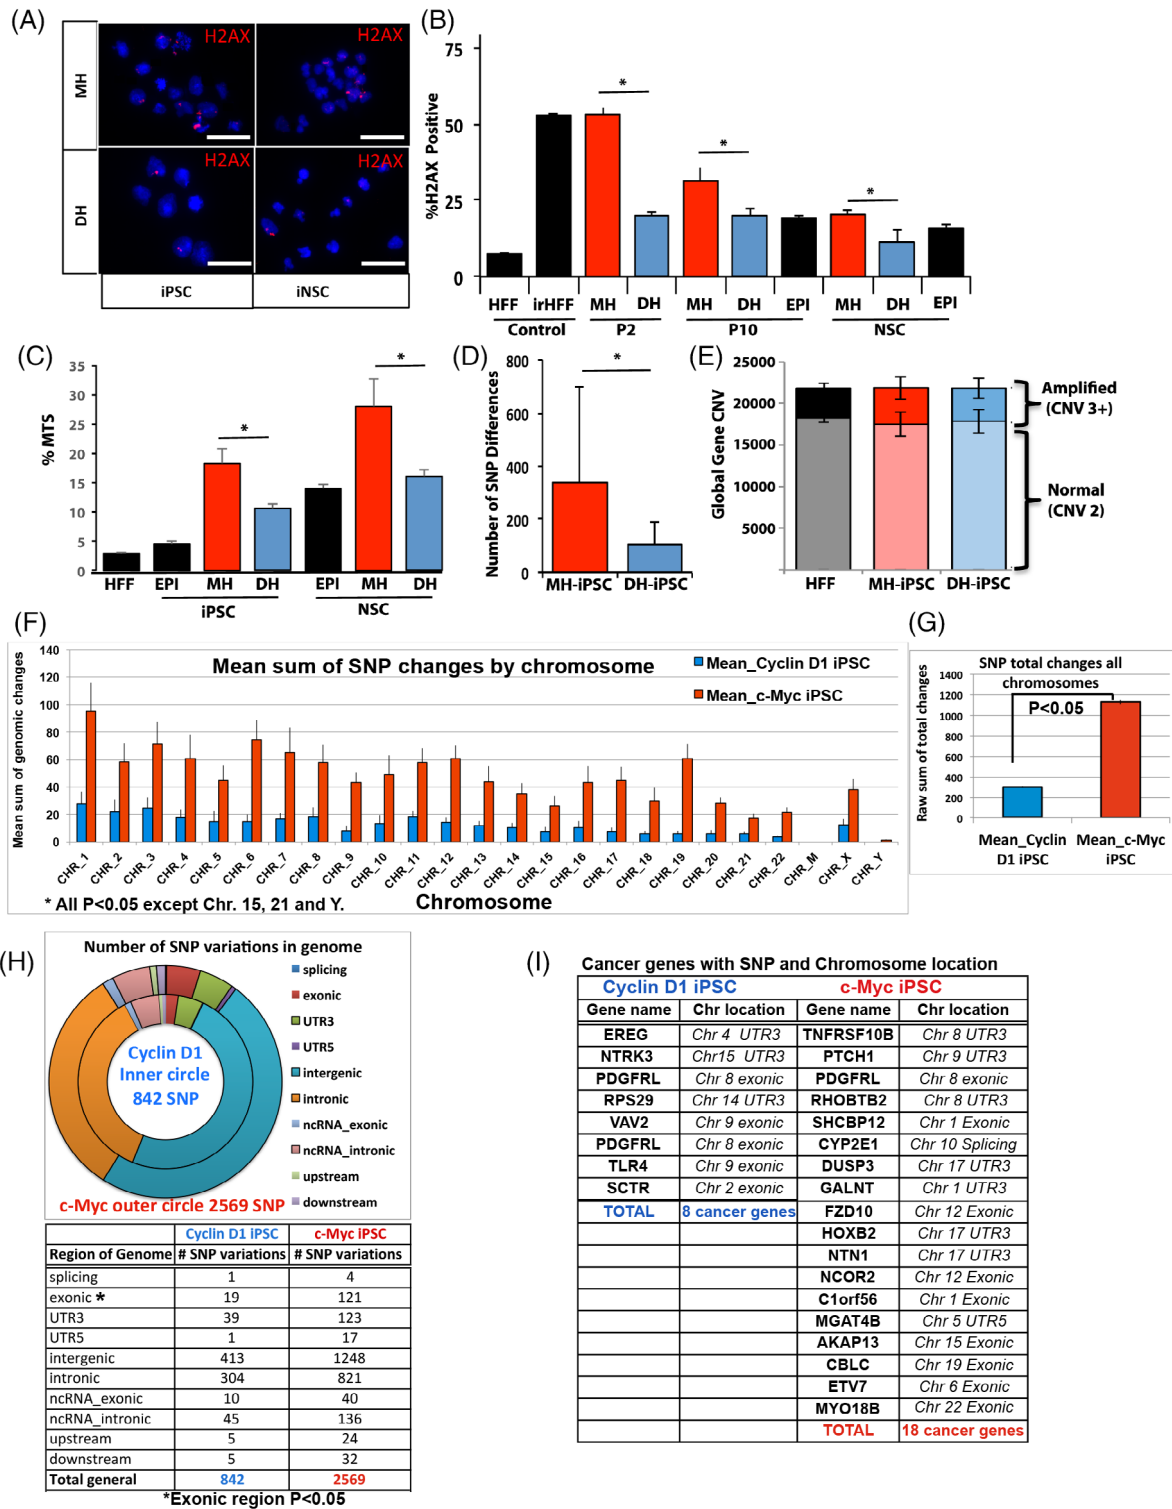 (A)
MH
DH
H2AX
H2AX
H2AX
H2AX
iPSC
iNSC
(B)
%H2AX Positive
75
50
25
0
HFF irHFF MH DH MH DH EPI MH DH EPI
Control P2 P10 NSC
* * *
(C)
% MTS
35
30
25
20
15
10
5
0
* *
HFF EPI MH DH EPI MH DH
iPSC NSC
(D)
Number of SNP Differences
800
600
400
200
0
*
MH-iPSC DH-iPSC
(E)
Global Gene CNV
25000
20000
15000
10000
5000
HFF MH-iPSC DH-iPSC
Amplified
(CNV 3+)
Normal
(CNV 2)
(F)
Mean sum of SNP changes by chromosome
Mean_Cyclin D1 iPSC
Mean_c-Myc iPSC
Mean sum of genomic changes
140
120
100
80
60
40
20
0
CHR_1 CHR_2 CHR_3 CHR_4 CHR_5 CHR_6 CHR_7 CHR_8 CHR_9 CHR_10 CHR_11 CHR_12 CHR_13 CHR_14 CHR_15 CHR_16 CHR_17 CHR_18 CHR_19 CHR_20 CHR_21 CHR_22 CHR_M CHR_X CHR_Y
* All P<0.05 except Chr. 15, 21 and Y.
Chromosome
(G)
SNP total changes all
chromosomes
P<0.05
Raw sum of total changes
1400
1200
1000
800
600
400
200
0
Mean_Cyclin Mean_c-Myc
D1 iPSC iPSC
(H)
Number of SNP variations in genome
splicing
exonic
UTR3
UTR5
intergenic
intronic
ncRNA_exonic
ncRNA_intronic
upstream
downstream
Cyclin D1
Inner circle
842 SNP
c-Myc outer circle 2569 SNP
Cyclin D1 iPSC c-Myc iPSC
Region of Genome # SNP variations # SNP variations
splicing 1 4
exonic * 19 121
UTR3 39 123
UTR5 1 17
intergenic 413 1248
intronic 304 821
ncRNA_exonic 10 40
ncRNA_intronic 45 136
upstream 5 24
downstream 5 32
Total general 842 2569
*Exonic region P<0.05
(I)
Cancer genes with SNP and Chromosome location
Cyclin D1 iPSC c-Myc iPSC
Gene name Chr location Gene name Chr location
EREG Chr 4 UTR3 TNFRSF10B Chr 8 UTR3
NTRK3 Chr15 UTR3 PTCH1 Chr 9 UTR3
PDGFRL Chr 8 exonic PDGFRL Chr 8 exonic
RPS29 Chr 14 UTR3 RHOBTB2 Chr 8 UTR3
VAV2 Chr 9 exonic SHCBP12 Chr 1 Exonic
PDGFRL Chr 8 exonic CYP2E1 Chr 10 Splicing
TLR4 Chr 9 exonic DUSP3 Chr 17 UTR3
SCTR Chr 2 exonic GALNT Chr 1 UTR3
TOTAL 8 cancer genes FZD10 Chr 12 Exonic
HOXB2 Chr 17 UTR3
NTN1 Chr 17 UTR3
NCOR2 Chr 12 Exonic
C1orf56 Chr 1 Exonic
MGAT4B Chr 5 UTR5
AKAP13 Chr 15 Exonic
CBLC Chr 19 Exonic
ETV7 Chr 6 Exonic
MYO18B Chr 22 Exonic
TOTAL 18 cancer genes